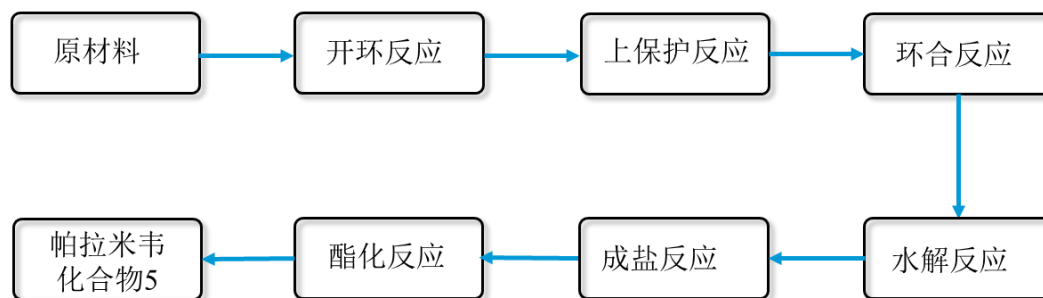 原材料
开环反应
上保护反应
环合反应
水解反应
成盐反应
酯化反应
帕拉米韦
化合物5